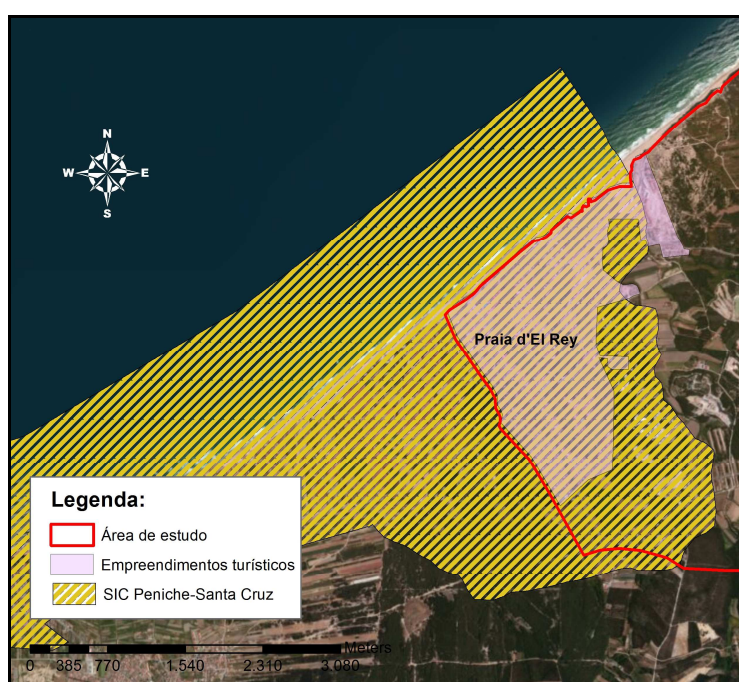 N
W E
S
Praia d'El Rey
Legenda:
Área de estudo
Empreendimentos turísticos
SIC Peniche-Santa Cruz
Meters
0 385 770 1.540 2.310 3.080